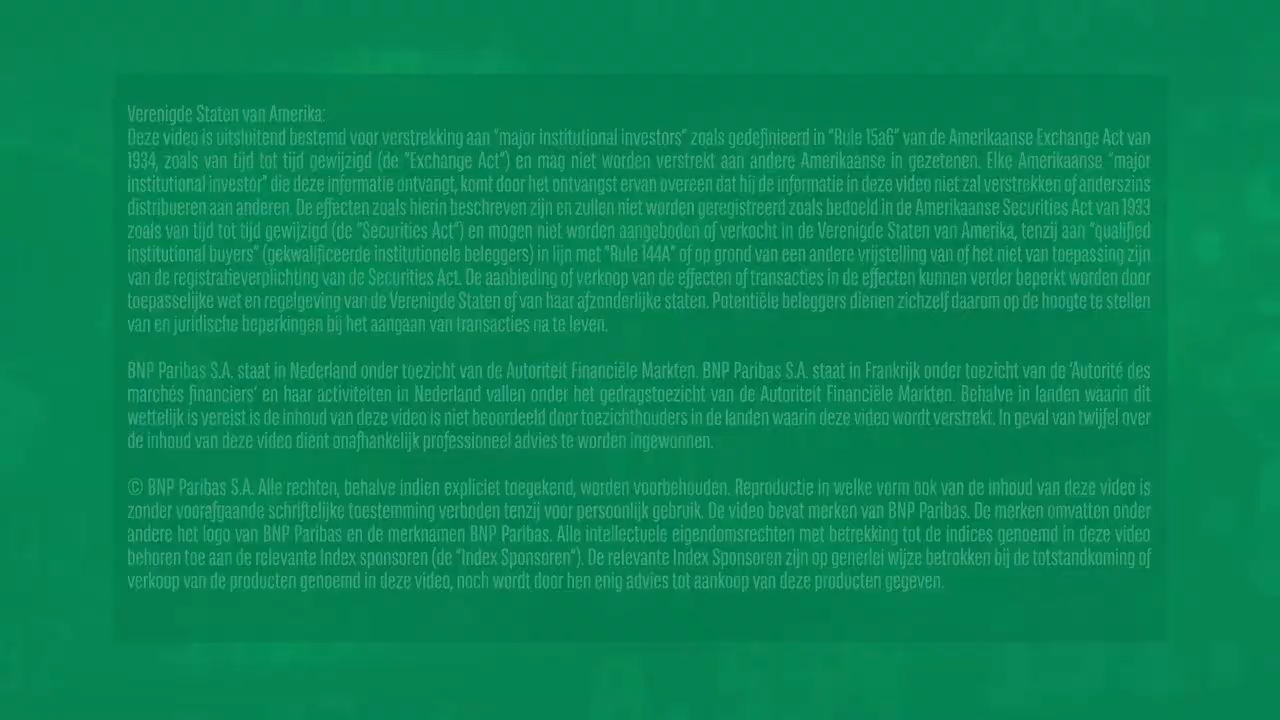 Verenigde Staten van Amerika:
Deze video is uitsluitend bestemd voor verstrekking aan "major institutional investors" zoals gedefinieerd in "Rule 15a6" van de Amerikaanse Exchange Act van
1934, zoals van tijd tot tijd gewijzigd (de "Exchange Act") en mag niet worden verstrekt aan andere Amerikaanse in gezetenen. Elke Amerikaanse "major
institutional investor" die deze informatie ontvangt, komt door het ontvangst ervan overeen dat hij de informatie in deze video niet zal verstrekken of anderszins
distribueren aan anderen. De effecten zoals hierin beschreven zijn en zullen niet worden geregistreerd zoals bedoeld in de Amerikaanse Securities Act van 1933
zoals van tijd tot tijd gewijzigd (de "Securities Act") en mogen niet worden aangeboden of verkocht in de Verenigde Staten van Amerika, tenzij aan "qualified
institutional buyers" (gekwalificeerde institutionele beleggers) in lijn met "Rule 144A" of op grond van een andere vrijstelling van of het niet van toepassing zijn
van de registratieverplichting van de Securities Act. De aanbieding of verkoop van de effecten of transacties in de effecten kunnen verder beperkt worden door
toepasselijke wet en regelgeving van de Verenigde Staten of van haar afzonderlijke staten. Potentiële beleggers dienen zichzelf daarom op de hoogte te stellen
van en juridische beperkingen bij het aangaan van transacties na te leven.
BNP Paribas S.A. staat in Nederland onder toezicht van de Autoriteit Financiële Markten. BNP Paribas S.A. staat in Frankrijk onder toezicht van de 'Autorité des
marchés financiers' en haar activiteiten in Nederland vallen onder het gedragstoezicht van de Autoriteit Financiële Markten. Behalve in landen waarin dit
wettelijk is vereist is de inhoud van deze video is niet beoordeeld door toezichthouders in de landen waarin deze video wordt verstrekt. In geval van twijfel over
de inhoud van deze video dient onafhankelijk professioneel advies te worden ingewonnen.
© BNP Paribas S.A. Alle rechten, behalve indien expliciet toegekend, worden voorbehouden. Reproductie in welke vorm ook van de inhoud van deze video is
zonder voorafgaande schriftelijke toestemming verboden tenzij voor persoonlijk gebruik. De video bevat merken van BNP Paribas. De merken omvatten onder
andere het logo van BNP Paribas en de merknamen BNP Paribas. Alle intellectuele eigendomsrechten met betrekking tot de indices genoemd in deze video
behoren toe aan de relevante Index sponsoren (de "Index Sponsoren"). De relevante Index Sponsoren zijn op generlei wijze betrokken bij de totstandkoming of
verkoop van de producten genoemd in deze video, noch wordt door hen enig advies tot aankoop van deze producten gegeven.